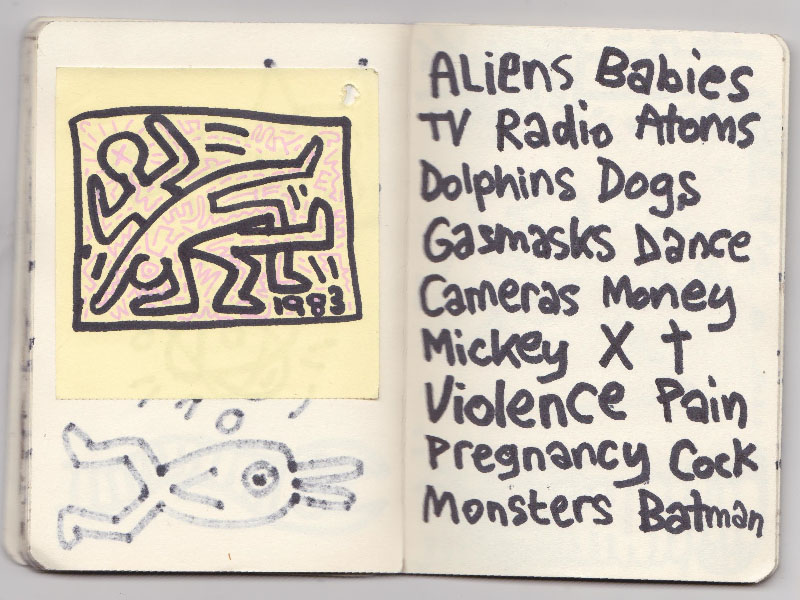 1983
Aliens Babies
TV Radio Atoms
Dolphins Dogs
Gasmasks Dance
Cameras Money
Mickey X †
Violence Pain
Pregnancy Cock
Monsters Batman